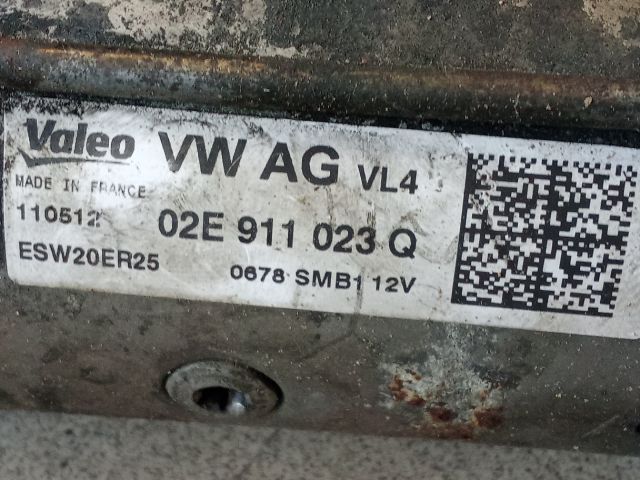 Valeo VW AG VL4
MADE IN FRANCE
110512 02E 911 023 Q
ESW20ER25 0678 SMB1 12V